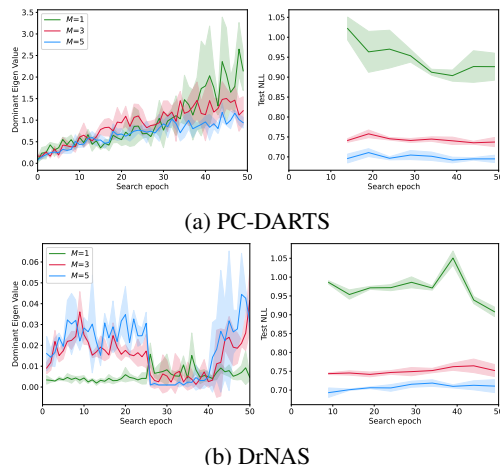 M=1
M=3
M=5
Dominant Eigen Value
3.5
3.0
2.5
2.0
1.5
1.0
0.5
0.0
0 10 20 30 40 50
Search epoch
Test NLL
1.05
1.00
0.95
0.90
0.85
0.80
0.75
0.70
0 10 20 30 40 50
Search epoch
(a) PC-DARTS
M=1
M=3
M=5
Dominant Eigen Value
0.06
0.05
0.04
0.03
0.02
0.01
0.00
0 10 20 30 40 50
Search epoch
Test NLL
1.05
1.00
0.95
0.90
0.85
0.80
0.75
0.70
0 10 20 30 40 50
Search epoch
(b) DrNAS